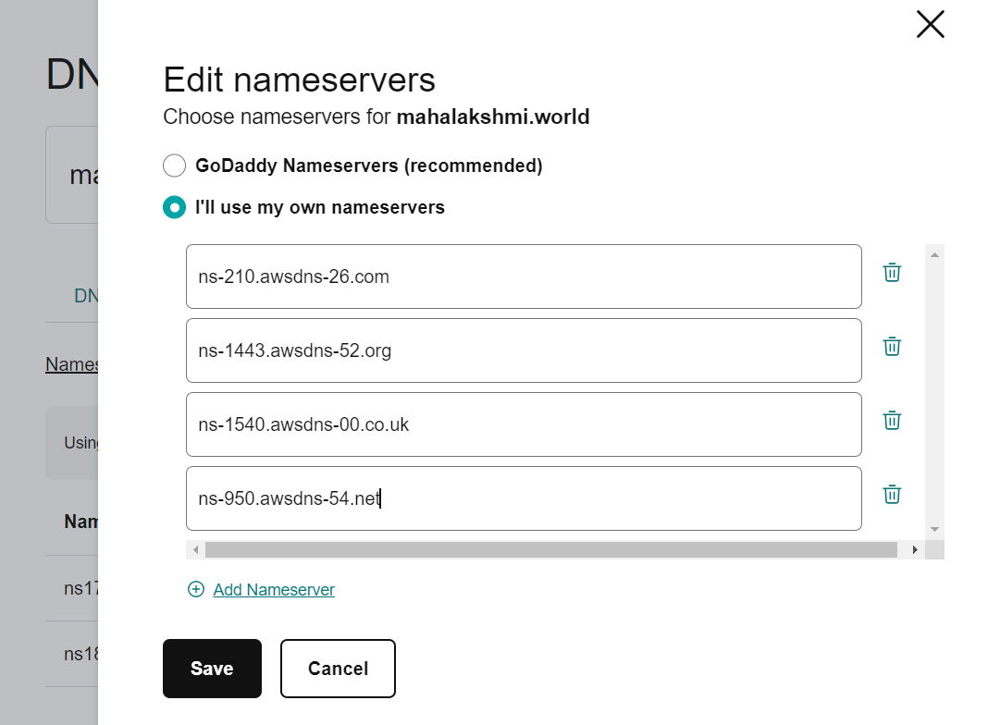 DN
Edit nameservers
Choose nameservers for mahalakshmi.world
GoDaddy Nameservers (recommended)
ma
I'll use my own nameservers
ns-210.awsdns-26.com
DN
ns-1443.awsdns-52.org
Names
ns-1540.awsdns-00.co.uk
Using
ns-950.awsdns-54.net
Nam
Add Nameserver
ns17
ns18
Save
Cancel